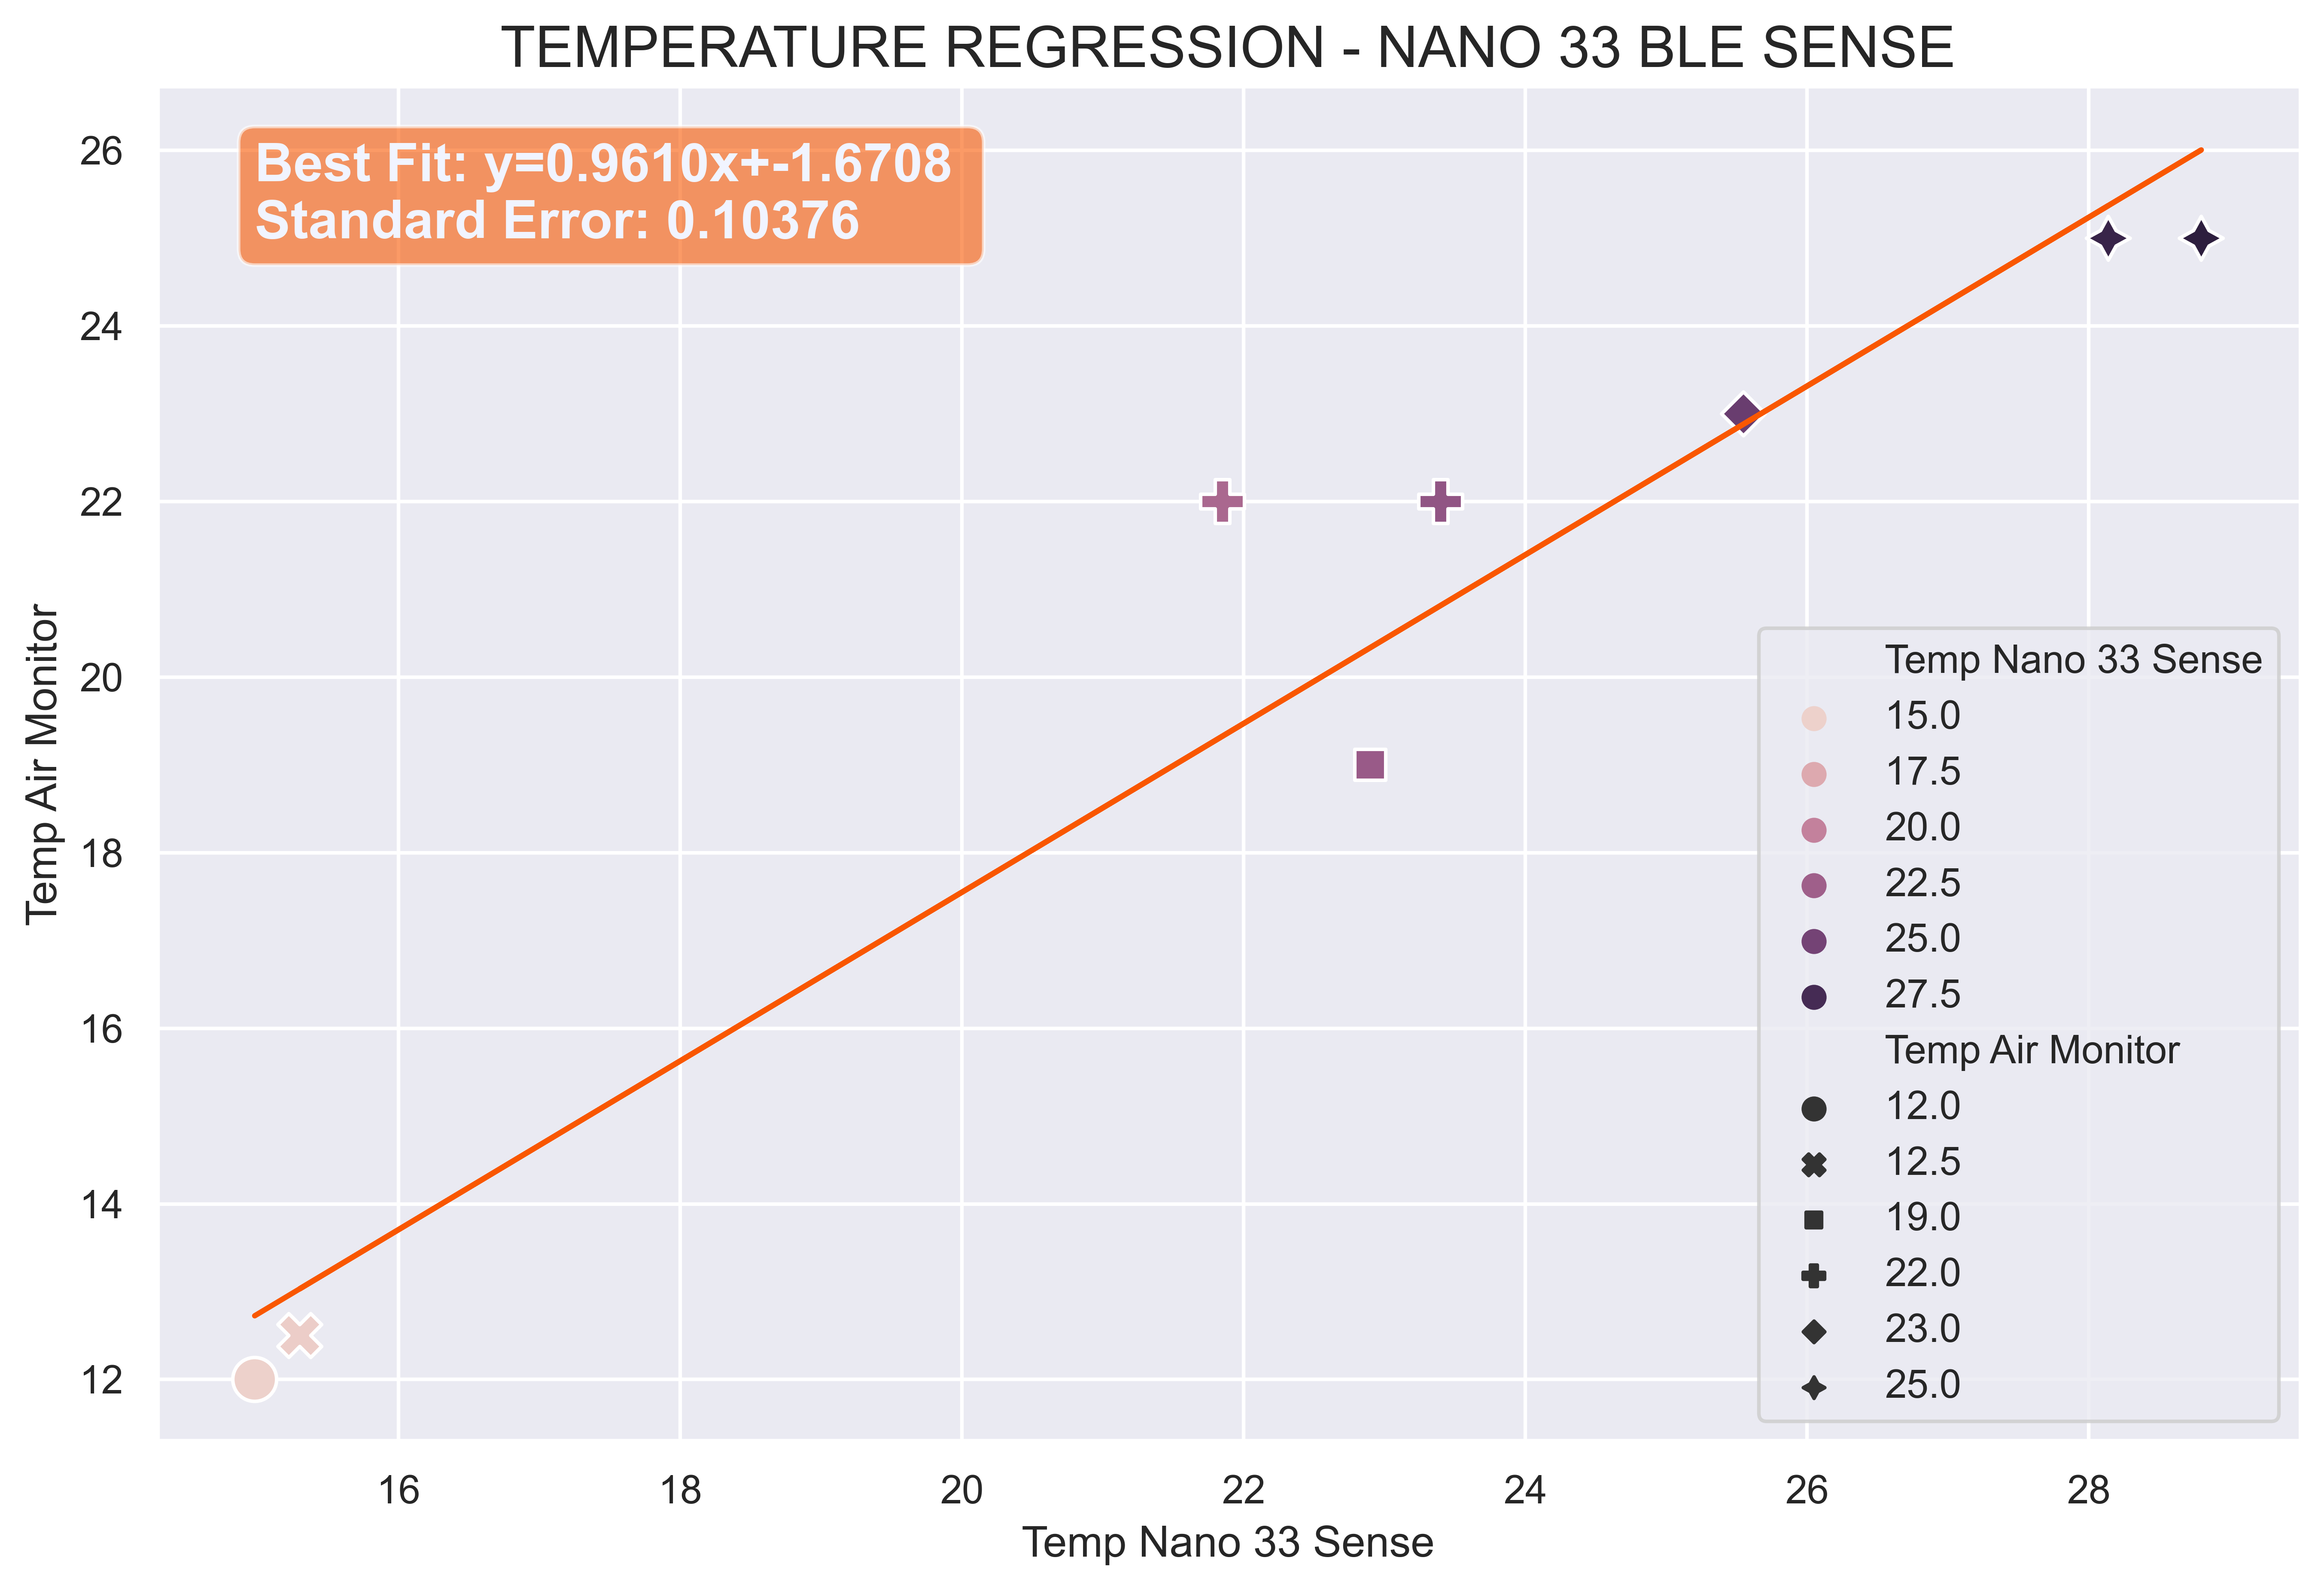 TEMPERATURE REGRESSION - NANO 33 BLE SENSE
Best Fit: y=0.9610x+-1.6708
Standard Error: 0.10376
26
24
22
20
18
16
14
12
Temp Air Monitor
Temp Nano 33 Sense
15.0
17.5
20.0
22.5
25.0
27.5
Temp Air Monitor
12.0
12.5
19.0
22.0
23.0
25.0
16 18 20 22 24 26 28
Temp Nano 33 Sense